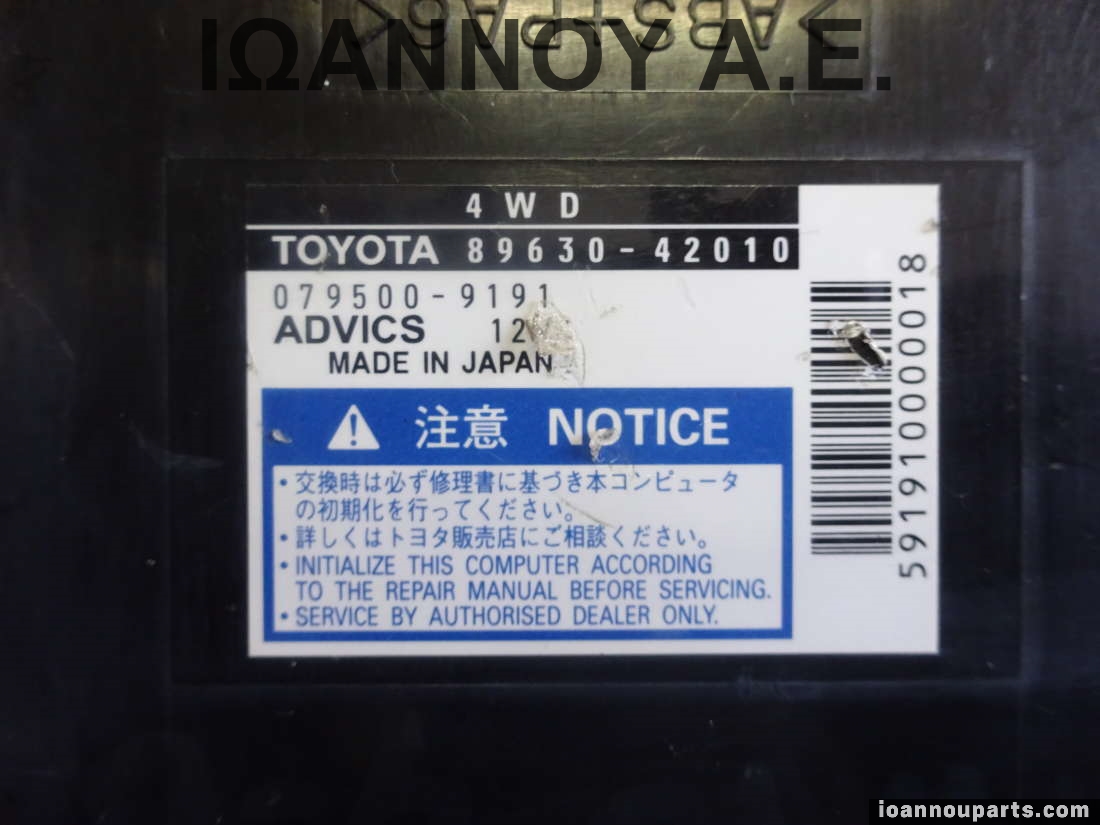 >ABS+PA6<
ΙΩΑΝΝΟΥ Α.Ε.
4WD
TOYOTA 89630-42010
079500-9191
ADVICS 12V
MADE IN JAPAN
注意 NOTICE
・交換時は必ず修理書に基づき本コンピュータ
の初期化を行ってください。
・詳しくはトヨタ販売店にご相談ください。
・INITIALIZE THIS COMPUTER ACCORDING
TO THE REPAIR MANUAL BEFORE SERVICING.
・SERVICE BY AUTHORISED DEALER ONLY.
591910000018
ioannouparts.com